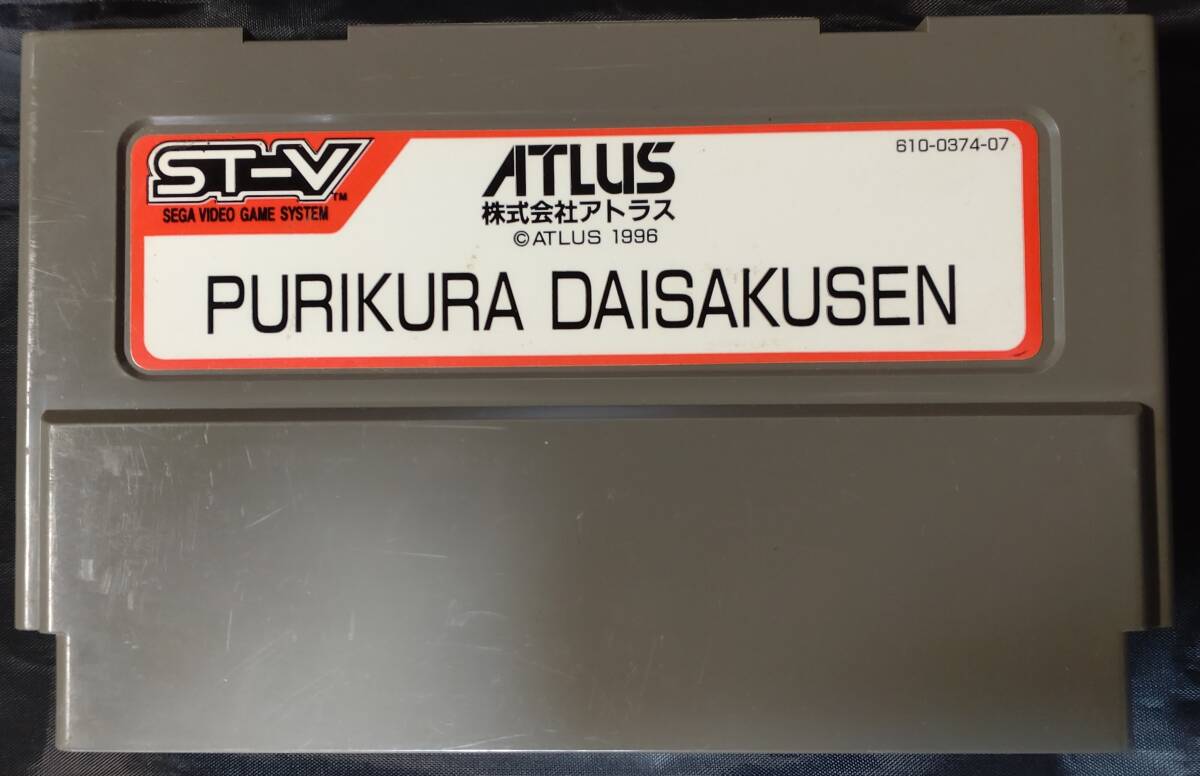 ST-V™
SEGA VIDEO GAME SYSTEM
ATLUS
株式会社アトラス
©ATLUS 1996
610-0374-07
PURIKURA DAISAKUSEN